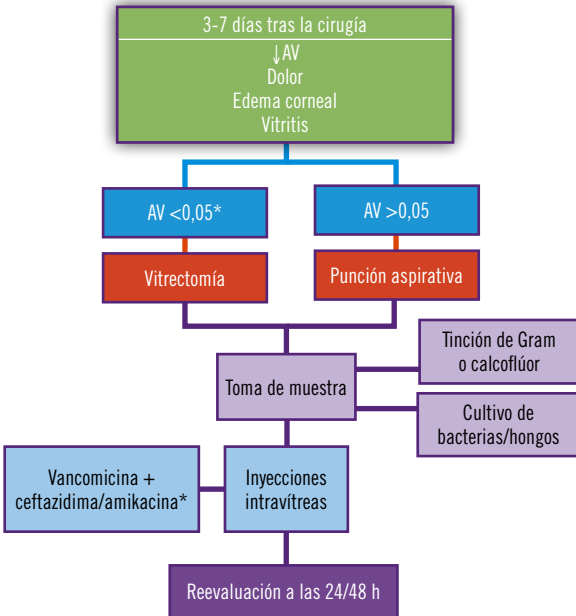 3-7 días tras la cirugía
↓AV
Dolor
Edema corneal
Vitritis
AV <0,05*
AV >0,05
Vitrectomía
Punción aspirativa
Toma de muestra
Tinción de Gram
o calcoflúor
Cultivo de
bacterias/hongos
Vancomicina +
ceftazidima/amikacina*
Inyecciones
intravítreas
Reevaluación a las 24/48 h